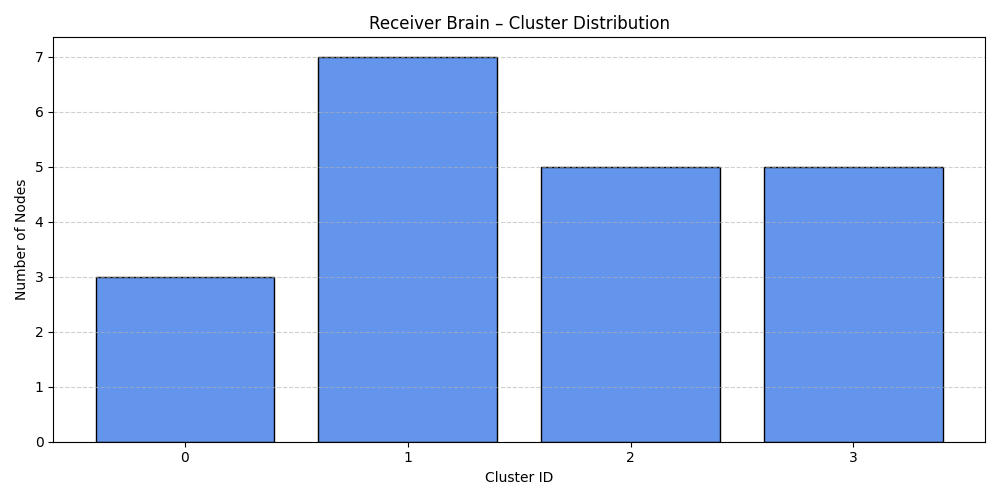 Receiver Brain – Cluster Distribution
Number of Nodes
7
6
5
4
3
2
1
0
0 1 2 3
Cluster ID